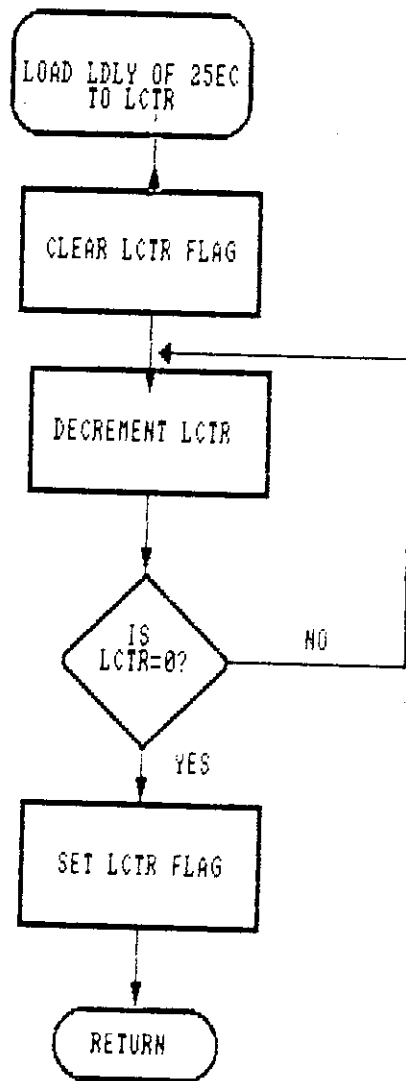 LOAD LDLY OF 2SEC
TO LCTR
CLEAR LCTR FLAG
DECREMENT LCTR
IS
LCTR=0?
NO
YES
SET LCTR FLAG
RETURN